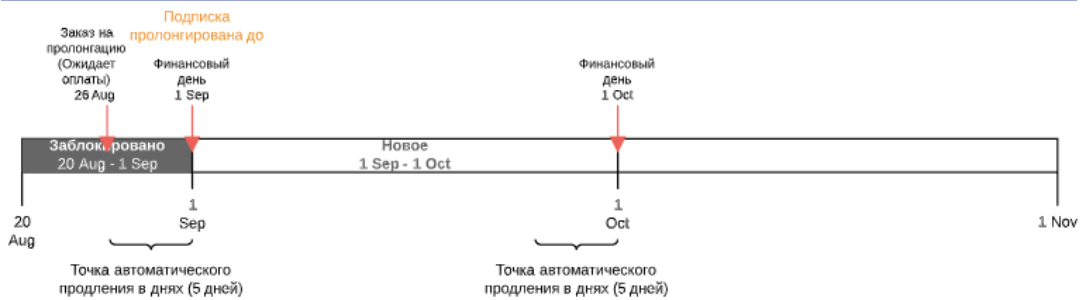 Подписка
пролонгирована до
Заказ на
пролонгацию
(Ожидает
оплаты)
26 Aug
Финансовый
день
1 Sep
Финансовый
день
1 Oct
Заблокировано
20 Aug - 1 Sep
Новое
1 Sep - 1 Oct
20
Aug
1
Sep
1
Oct
1 Nov
Точка автоматического
продления в днях (5 дней)
Точка автоматического
продления в днях (5 дней)